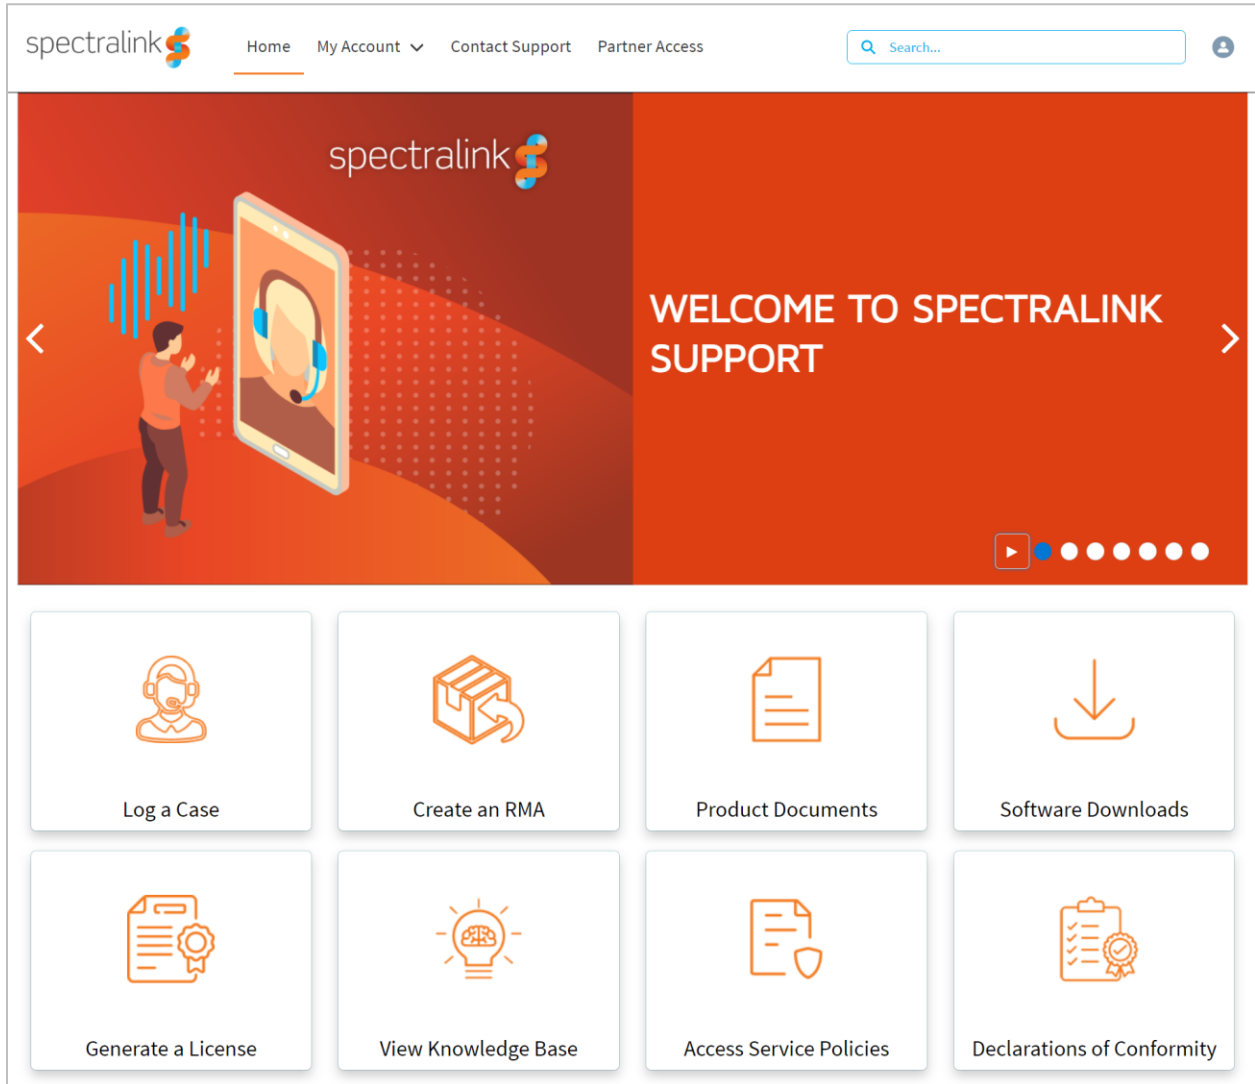 spectralink
Home My Account Contact Support Partner Access
Search...
spectralink
WELCOME TO SPECTRALINK
SUPPORT
Log a Case
Create an RMA
Product Documents
Software Downloads
Generate a License
View Knowledge Base
Access Service Policies
Declarations of Conformity